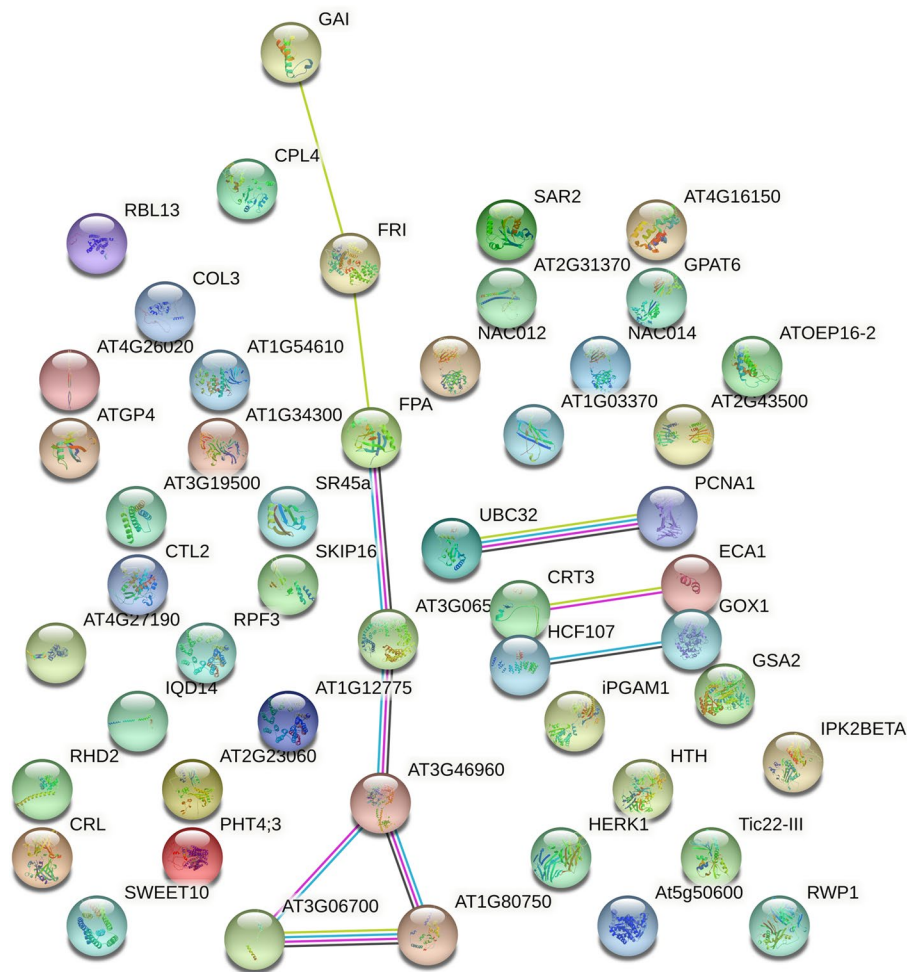 GAI
CPL4
RBL13
FRI
SAR2
AT4G16150
COL3
AT2G31370
GPAT6
AT4G26020
AT1G54610
NAC012
NAC014
ATOEP16-2
ATGP4
AT1G34300
FPA
AT1G03370
AT2G43500
AT3G19500
SR45a
UBC32
PCNA1
CTL2
SKIP16
CRT3
ECA1
AT4G27190
RPF3
AT3G065
HCF107
GOX1
IQD14
AT1G12775
iPGAM1
GSA2
RHD2
AT2G23060
AT3G46960
HTH
IPK2BETA
CRL
PHT4;3
HERK1
Tic22-III
SWEET10
AT3G06700
AT1G80750
At5g50600
RWP1